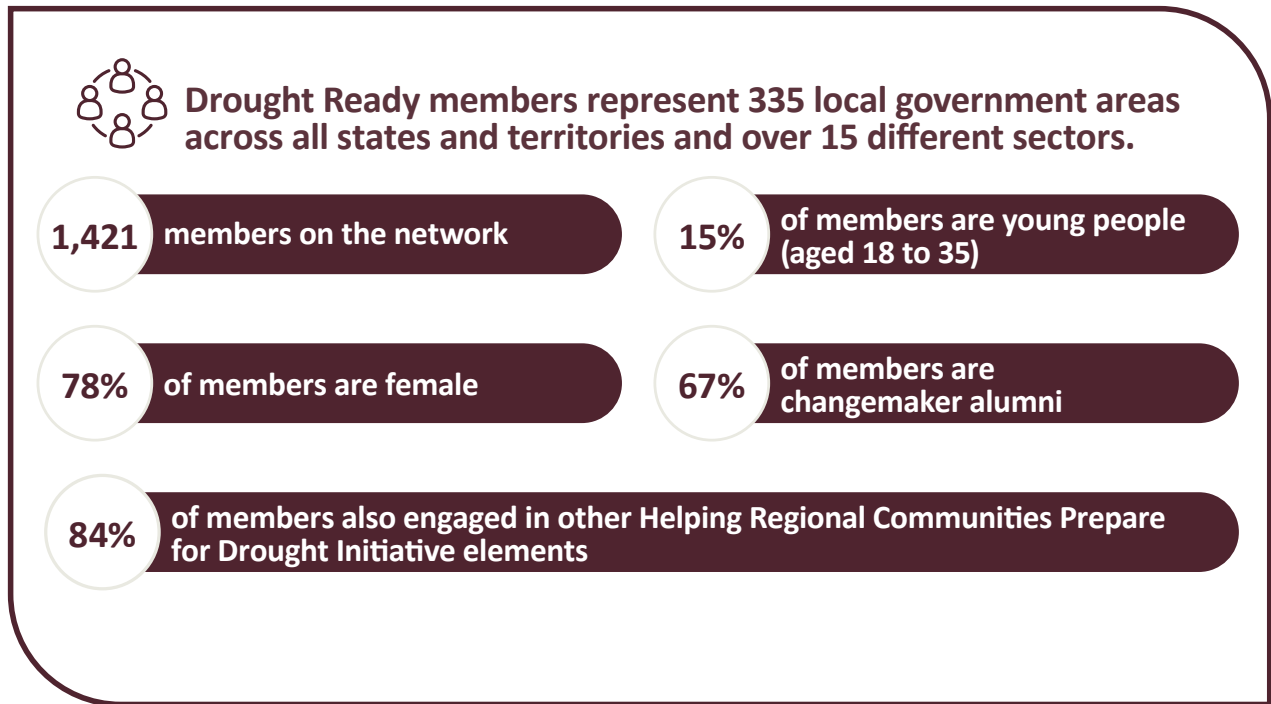 Drought Ready members represent 335 local government areas
across all states and territories and over 15 different sectors.
1,421 members on the network
15% of members are young people
(aged 18 to 35)
78% of members are female
67% of members are
changemaker alumni
84% of members also engaged in other Helping Regional Communities Prepare
for Drought Initiative elements